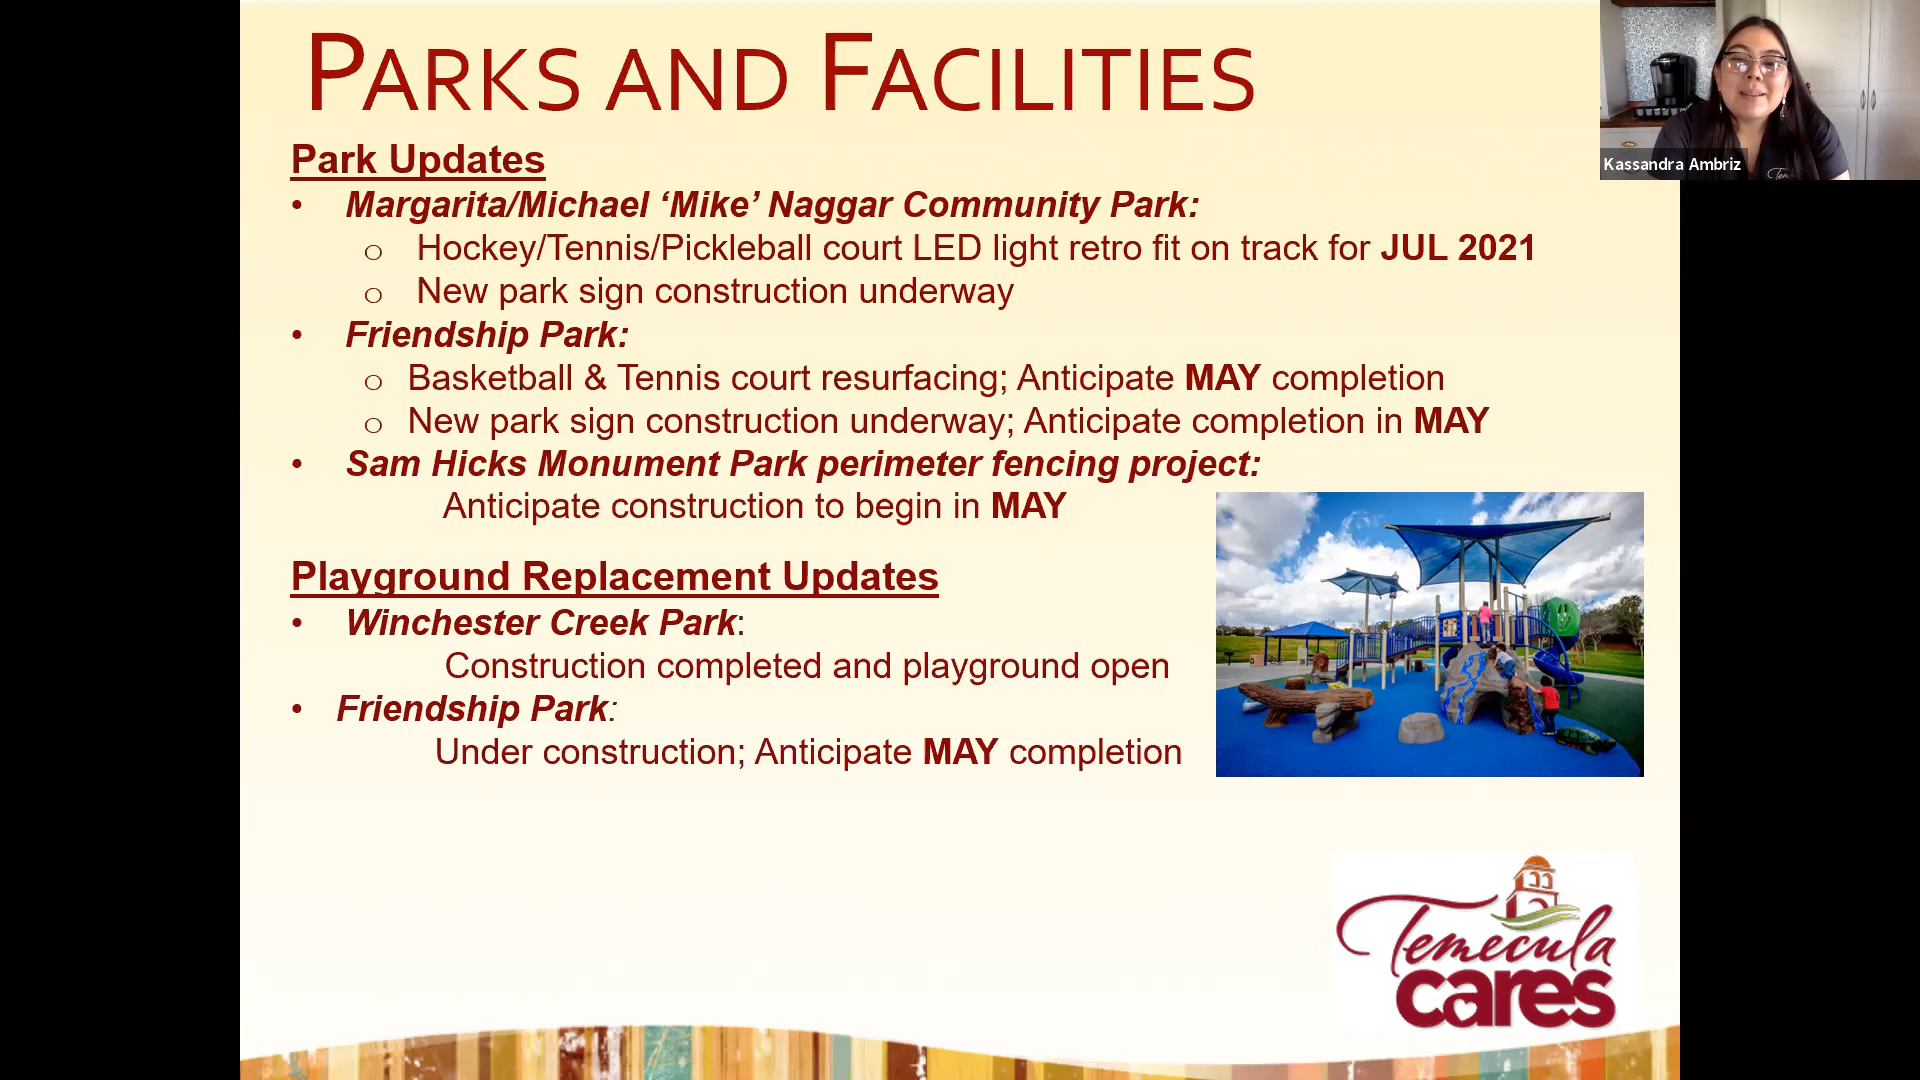 PARKS AND FACILITIES
Kassandra Ambriz
Park Updates
• Margarita/Michael ‘Mike’ Naggar Community Park:
o Hockey/Tennis/Pickleball court LED light retro fit on track for JUL 2021
o New park sign construction underway
• Friendship Park:
o Basketball & Tennis court resurfacing; Anticipate MAY completion
o New park sign construction underway; Anticipate completion in MAY
• Sam Hicks Monument Park perimeter fencing project:
Anticipate construction to begin in MAY
Playground Replacement Updates
• Winchester Creek Park:
Construction completed and playground open
• Friendship Park:
Under construction; Anticipate MAY completion
Temecula
cares